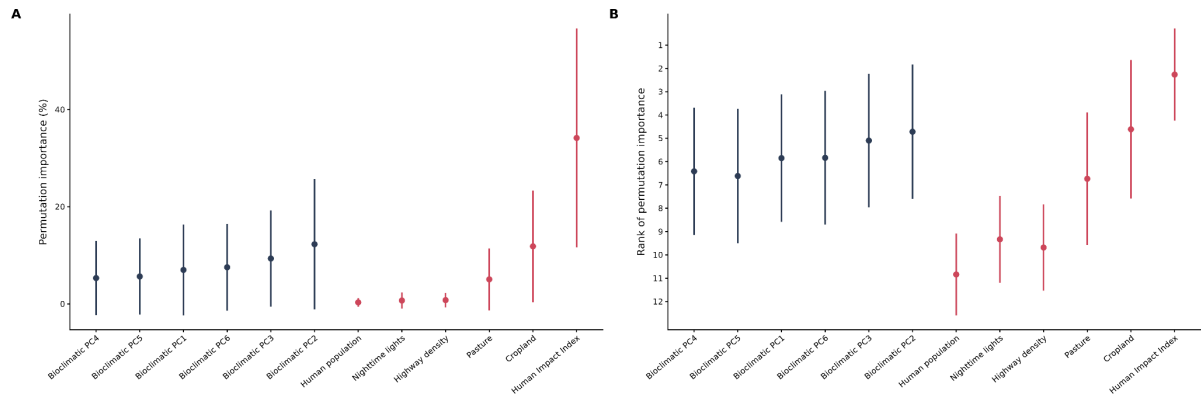 A
Permutation importance (%)
40
20
0
Bioclimatic PC4
Bioclimatic PC5
Bioclimatic PC1
Bioclimatic PC6
Bioclimatic PC3
Bioclimatic PC2
Human population
Nighttime lights
Highway density
Pasture
Cropland
Human Impact Index
B
Rank of permutation importance
1
2
3
4
5
6
7
8
9
10
11
12
Bioclimatic PC4
Bioclimatic PC5
Bioclimatic PC1
Bioclimatic PC6
Bioclimatic PC3
Bioclimatic PC2
Human population
Nighttime lights
Highway density
Pasture
Cropland
Human Impact Index